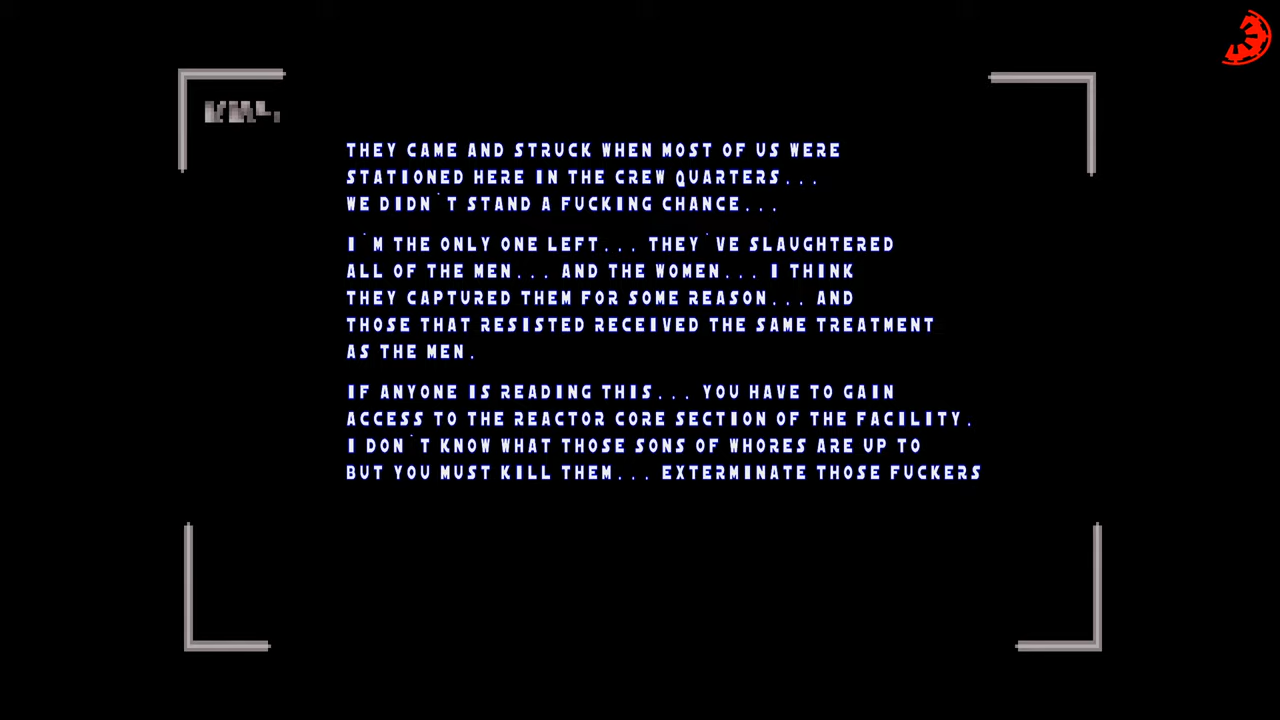 THEY CAME AND STRUCK WHEN MOST OF US WERE
STATIONED HERE IN THE CREW QUARTERS...
WE DIDN`T STAND A FUCKING CHANCE...
I`M THE ONLY ONE LEFT... THEY`VE SLAUGHTERED
ALL OF THE MEN... AND THE WOMEN... I THINK
THEY CAPTURED THEM FOR SOME REASON... AND
THOSE THAT RESISTED RECEIVED THE SAME TREATMENT
AS THE MEN.
IF ANYONE IS READING THIS... YOU HAVE TO GAIN
ACCESS TO THE REACTOR CORE SECTION OF THE FACILITY.
I DON`T KNOW WHAT THOSE SONS OF WHORES ARE UP TO
BUT YOU MUST KILL THEM... EXTERMINATE THOSE FUCKERS